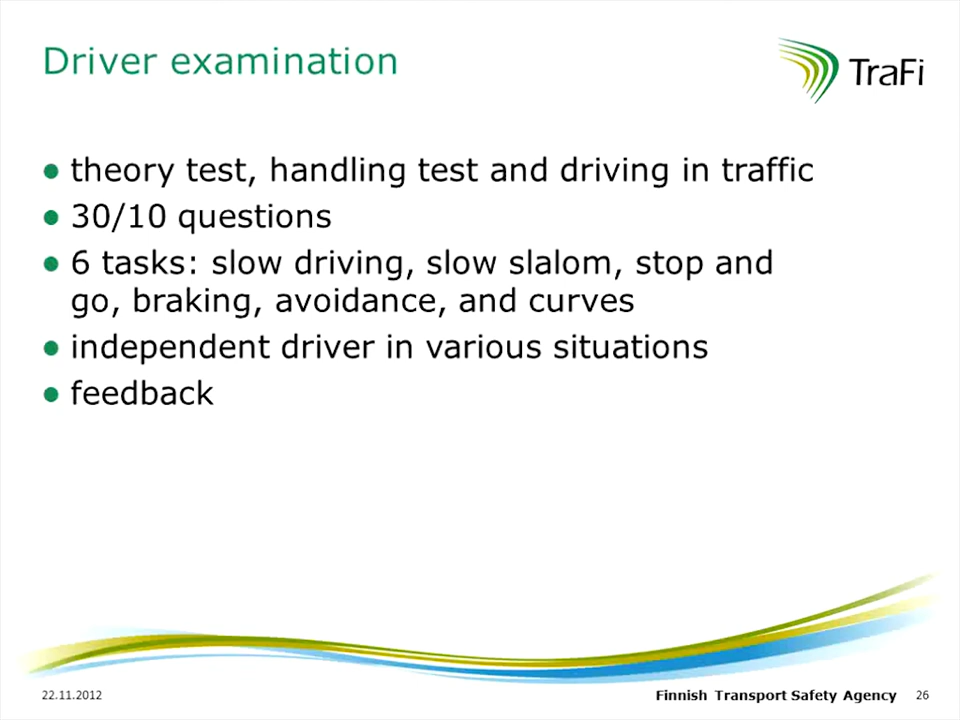 Driver examination
TraFi
● theory test, handling test and driving in traffic
● 30/10 questions
● 6 tasks: slow driving, slow slalom, stop and
go, braking, avoidance, and curves
● independent driver in various situations
● feedback
22.11.2012
Finnish Transport Safety Agency
26